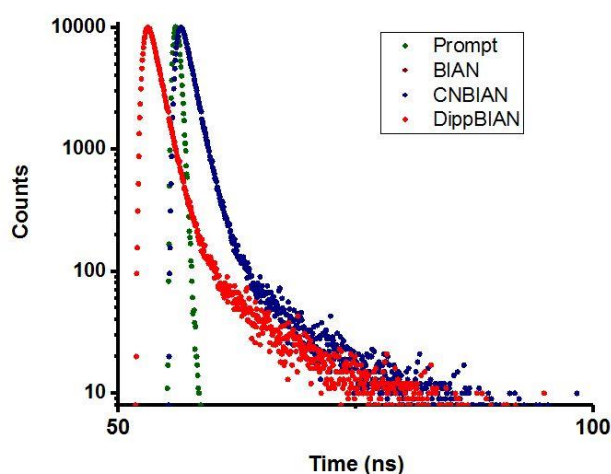 10000
1000
100
10
Counts
Prompt
BIAN
CNBIAN
DippBIAN
50
100
Time (ns)